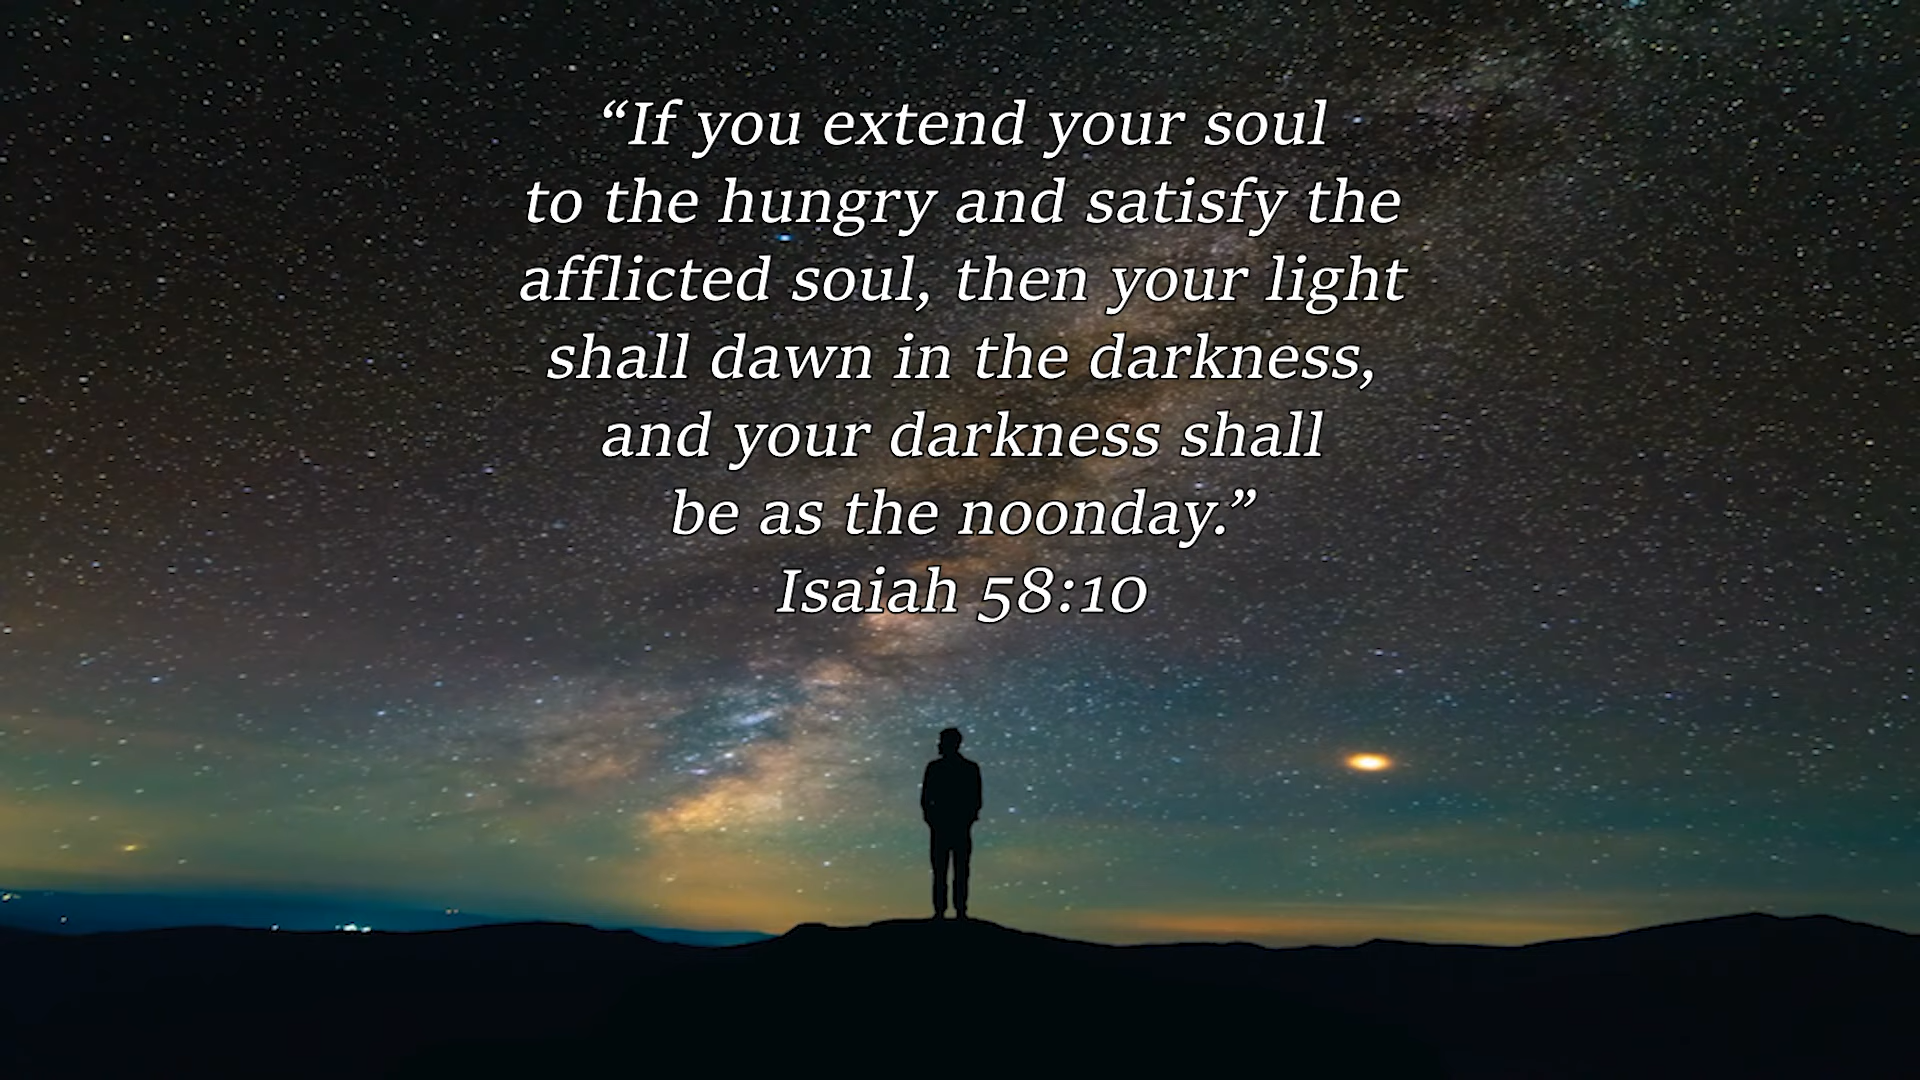 “If you extend your soul
to the hungry and satisfy the
afflicted soul, then your light
shall dawn in the darkness,
and your darkness shall
be as the noonday.”
Isaiah 58:10